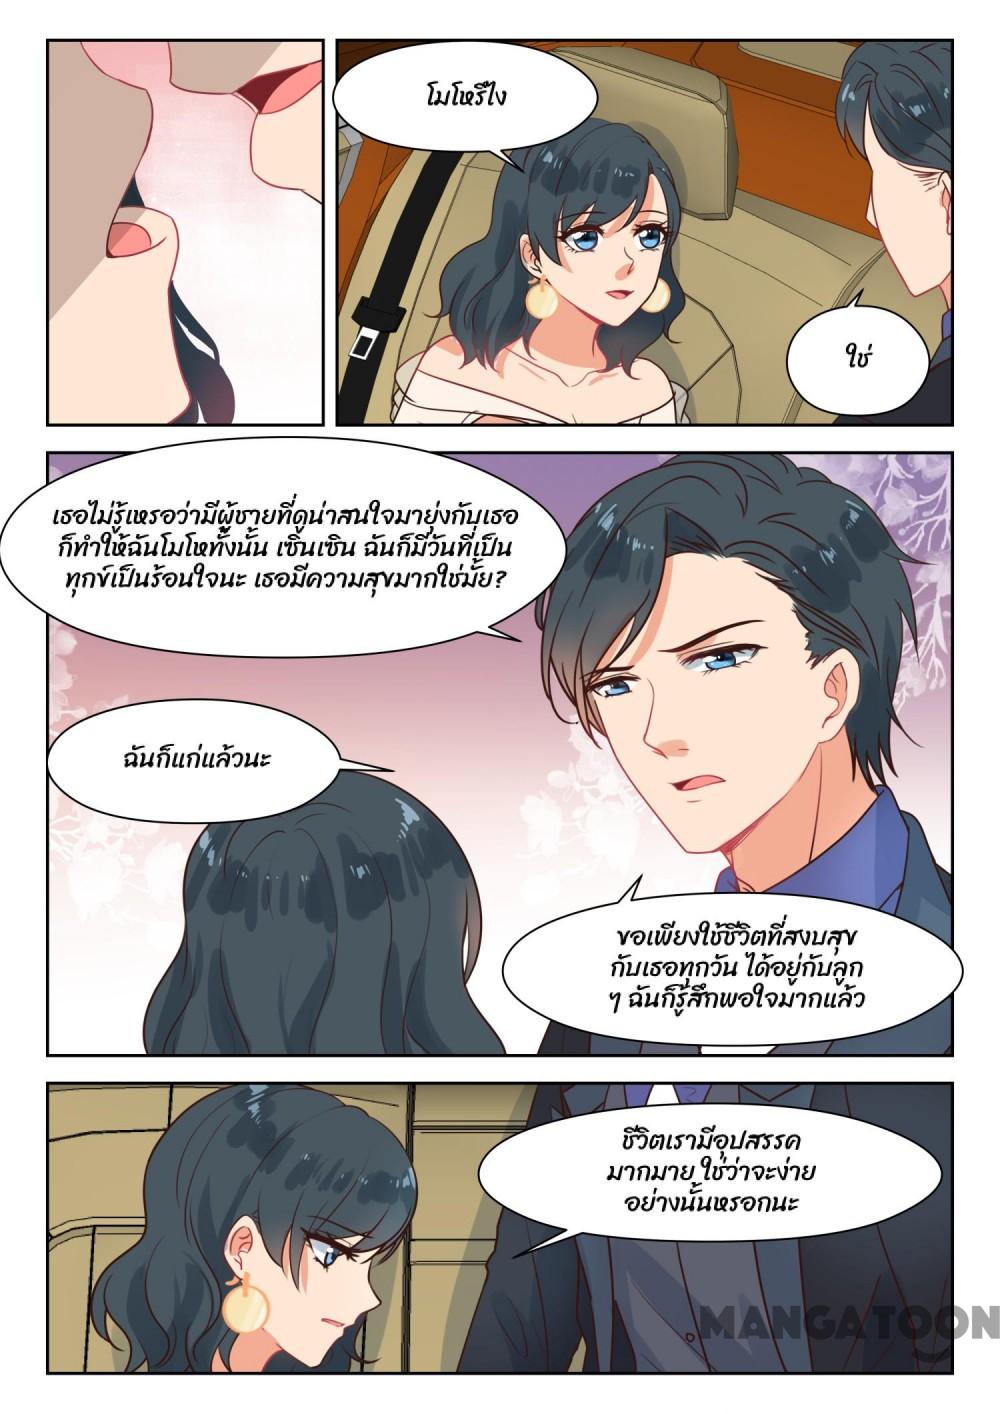 โมโหรึไง
ใช่
เธอไม่รู้เหรอว่ามีผู้ชายที่ดูน่าสนใจมายุ่งกับเธอ
ก็ทำให้ฉันโมโหทั้งนั้น เซินเซิน ฉันก็มีวันที่เป็น
ทุกข์เป็นร้อนใจนะ เธอมีความสุขมากใช่มั้ย?
ฉันก็แก่แล้วนะ
ขอเพียงใช้ชีวิตที่สงบสุข
กับเธอทุกวัน ได้อยู่กับลูก
ๆ ฉันก็รู้สึกพอใจมากแล้ว
ชีวิตเรามีอุปสรรค
มากมาย ใช่ว่าจะง่าย
อย่างนั้นหรอกนะ
MANGATOON